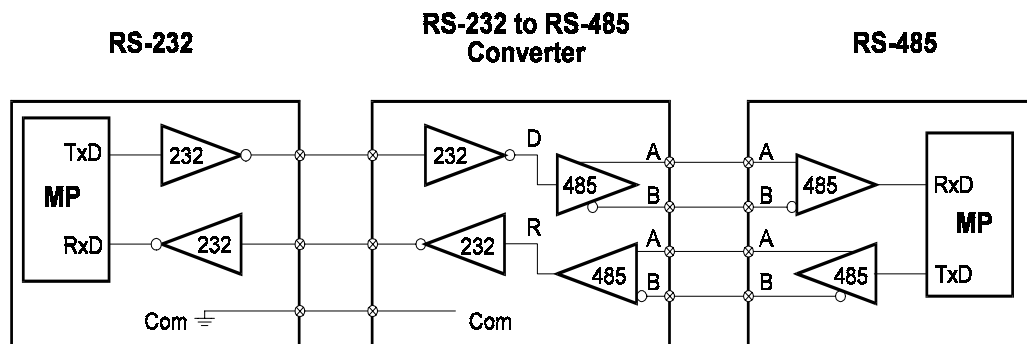 RS-232
RS-232 to RS-485
Converter
RS-485
TxD
232
232
D
485
A
A
485
RxD
B
B
MP
MP
RxD
232
232
R
485
A
A
485
TxD
B
B
Com
Com